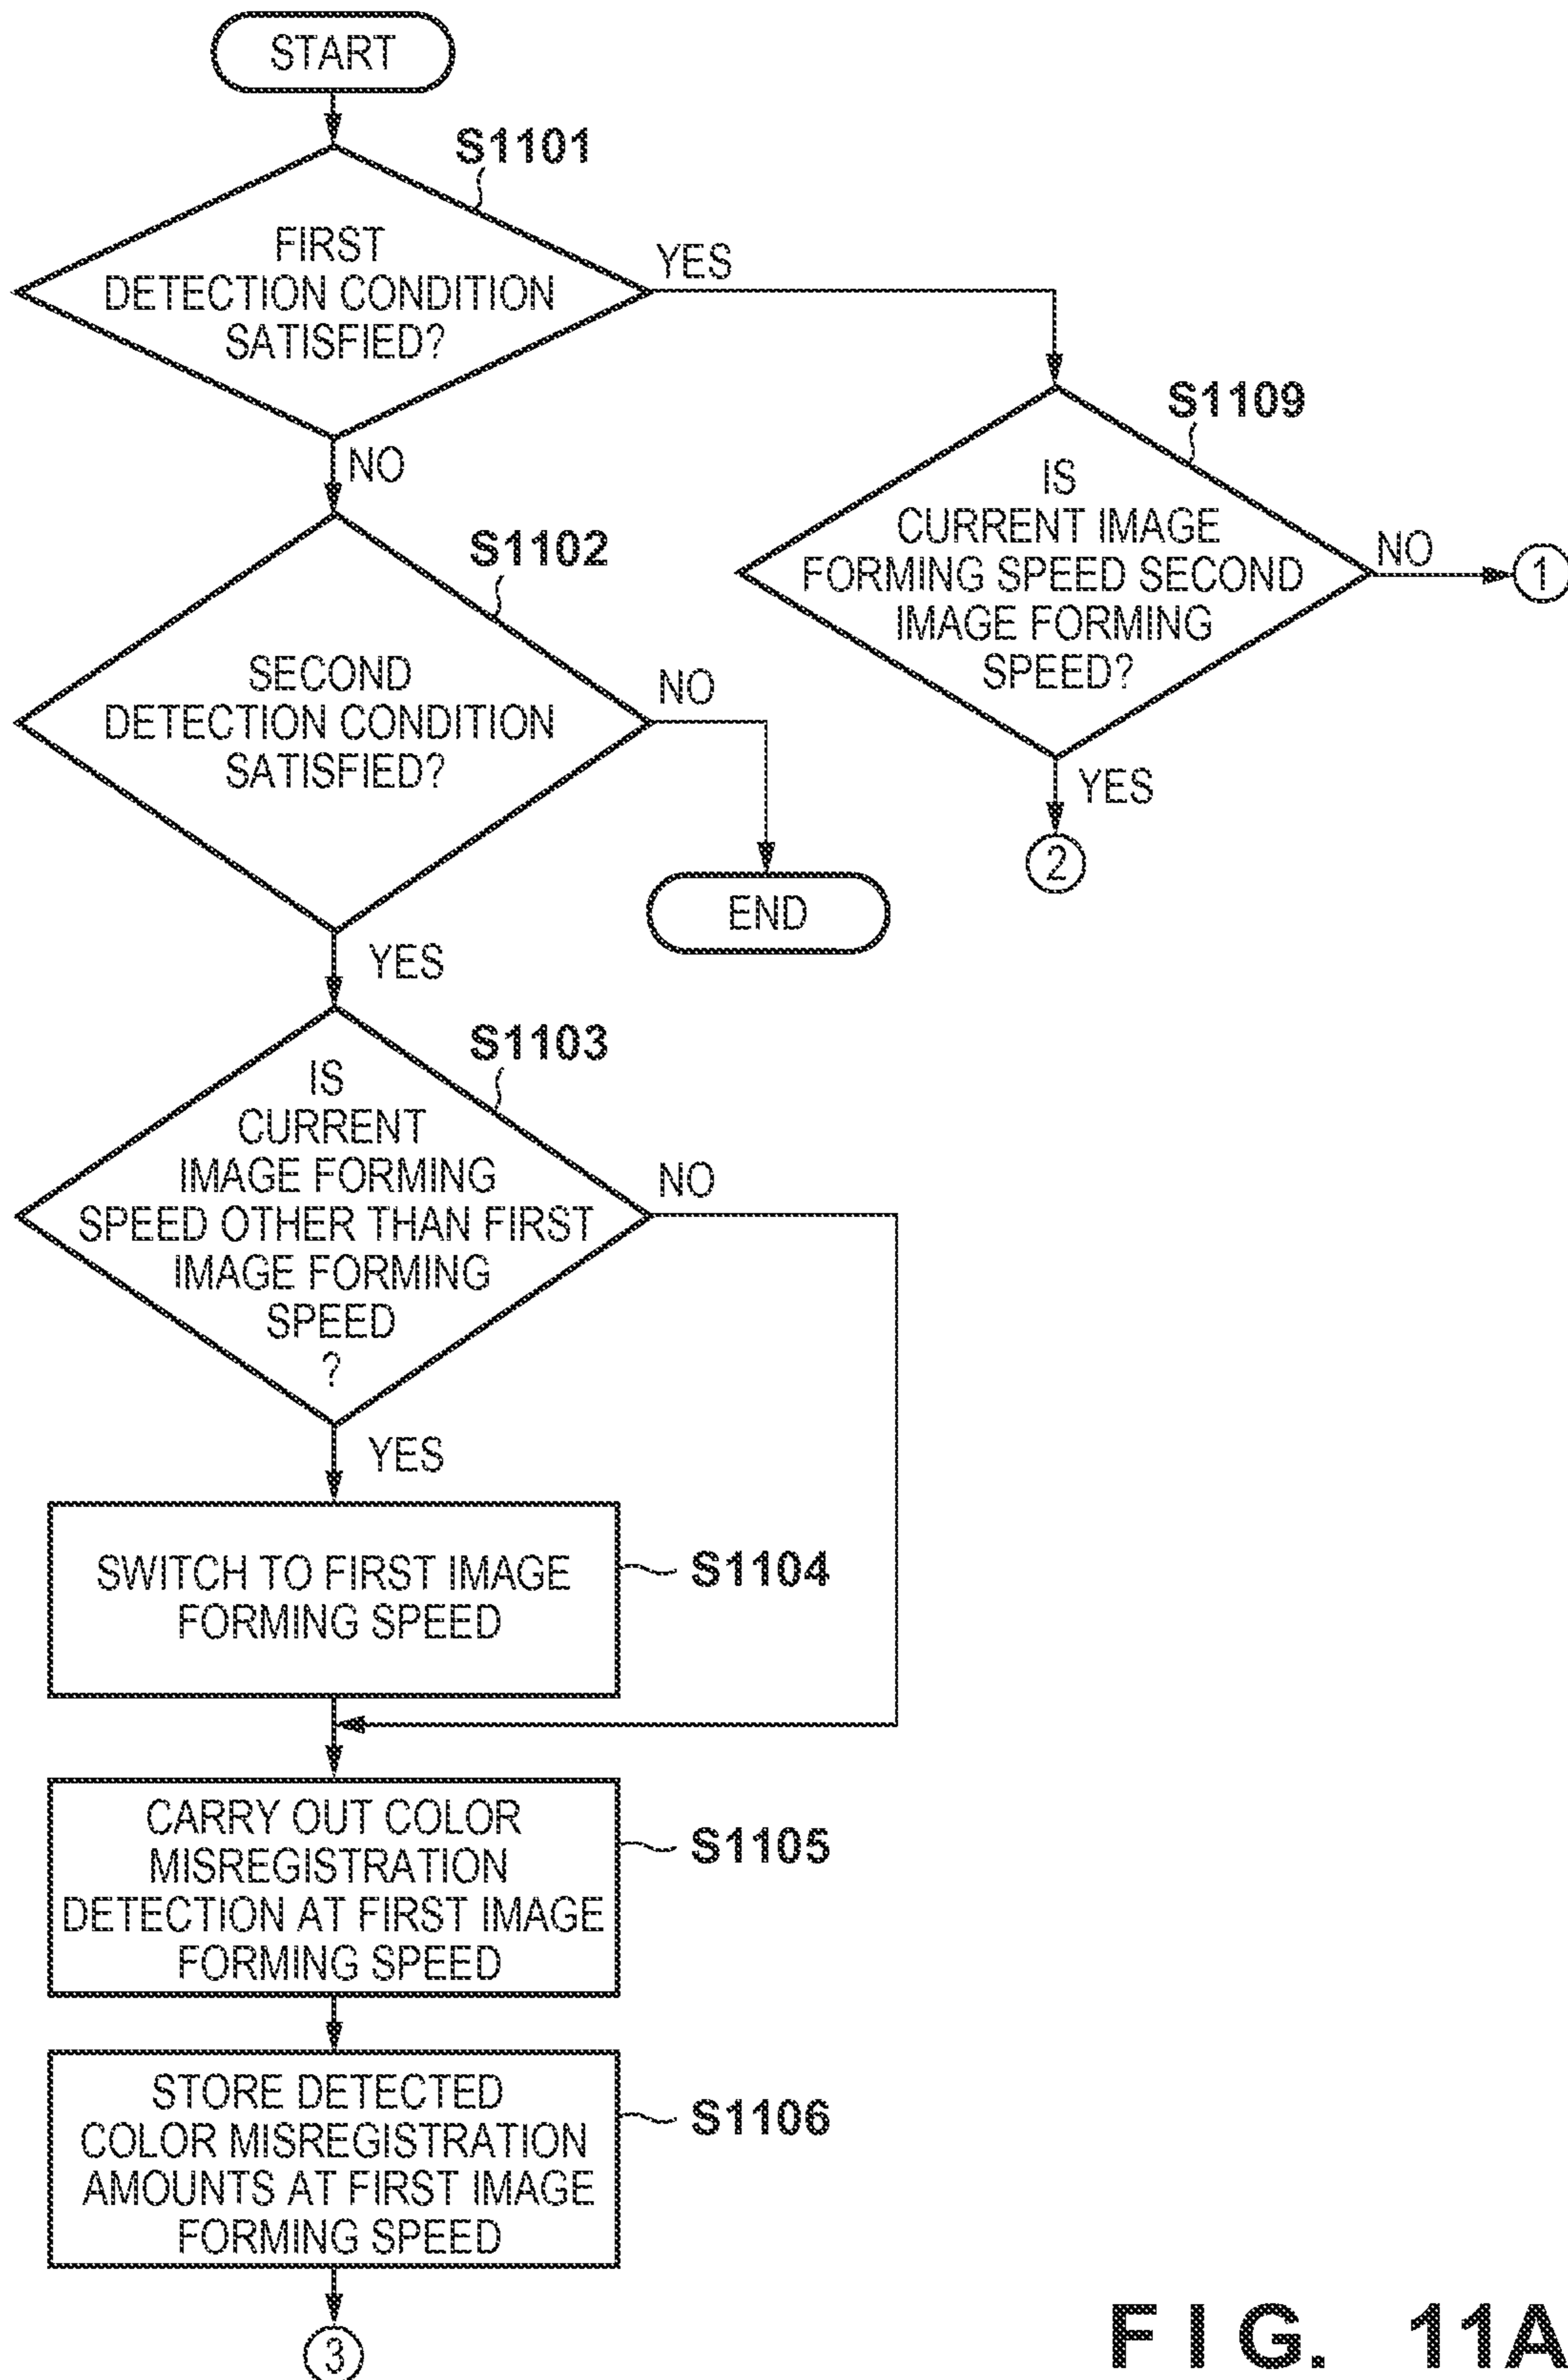 START
S1101
FIRST
DETECTION CONDITION
SATISFIED?
YES
NO
S1109
IS
CURRENT IMAGE
FORMING SPEED SECOND
IMAGE FORMING
SPEED?
NO
1
YES
2
S1102
SECOND
DETECTION CONDITION
SATISFIED?
NO
END
YES
S1103
IS
CURRENT
IMAGE FORMING
SPEED OTHER THAN FIRST
IMAGE FORMING
SPEED
?
NO
YES
SWITCH TO FIRST IMAGE
FORMING SPEED
S1104
CARRY OUT COLOR
MISREGISTRATION
DETECTION AT FIRST IMAGE
FORMING SPEED
S1105
STORE DETECTED
COLOR MISREGISTRATION
AMOUNTS AT FIRST IMAGE
FORMING SPEED
S1106
3
FIG. 11A